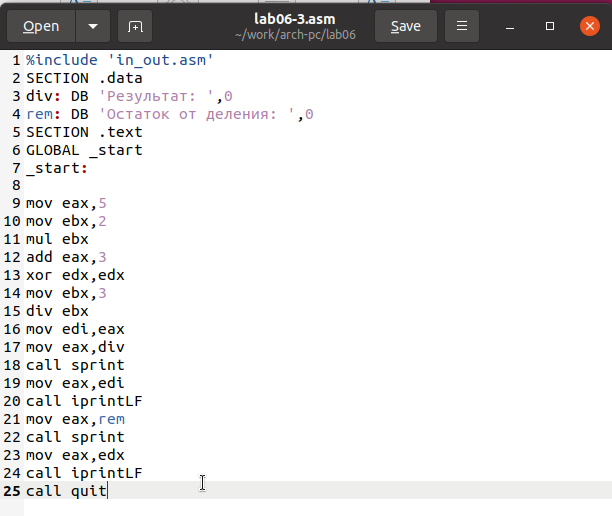 Open
lab06-3.asm
~/work/arch-pc/lab06
Save
1 %include 'in_out.asm'
2 SECTION .data
3 div: DB 'Результат: ',0
4 rem: DB 'Остаток от деления: ',0
5 SECTION .text
6 GLOBAL _start
7 _start:
8
9 mov eax,5
10 mov ebx,2
11 mul ebx
12 add eax,3
13 xor edx,edx
14 mov ebx,3
15 div ebx
16 mov edi,eax
17 mov eax,div
18 call sprint
19 mov eax,edi
20 call iprintLF
21 mov eax,rem
22 call sprint
23 mov eax,edx
24 call iprintLF
25 call quit